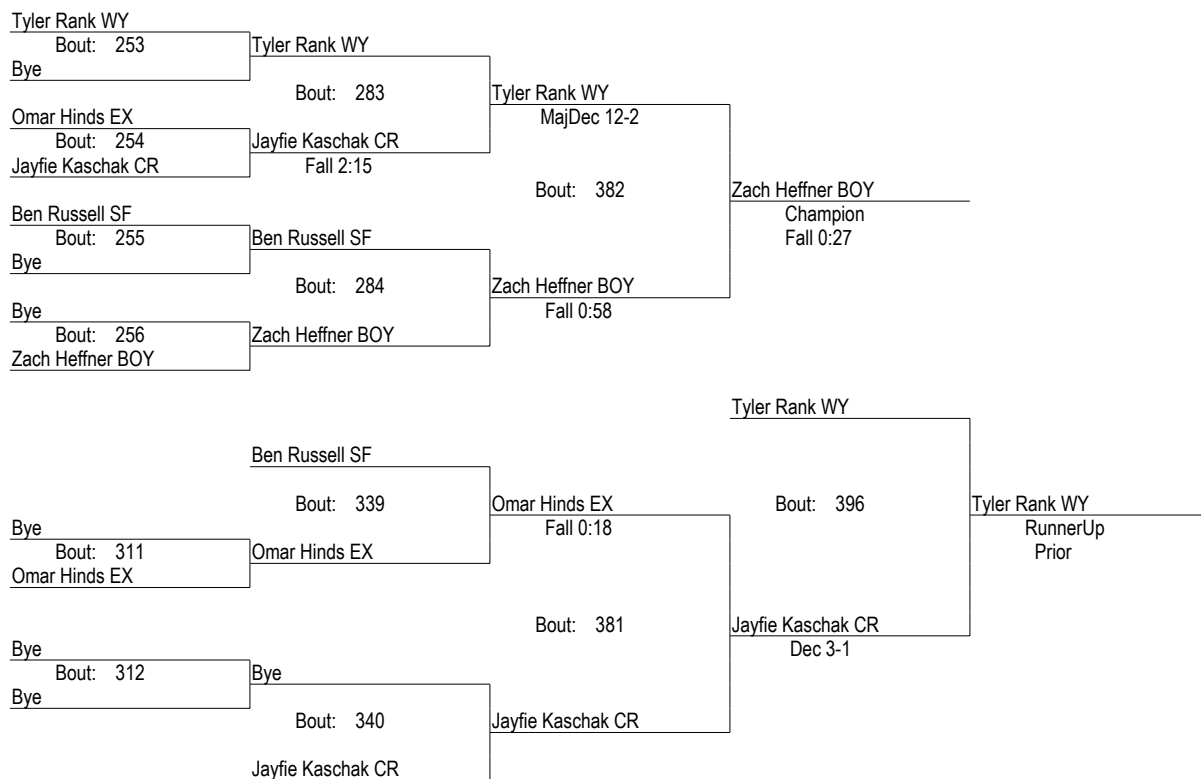 Tyler Rank WY
Bout: 253
Bye
Tyler Rank WY
Bout: 283
Omar Hinds EX
Bout: 254
Jayfie Kaschak CR
Jayfie Kaschak CR
Fall 2:15
Tyler Rank WY
MajDec 12-2
Bout: 382
Ben Russell SF
Bout: 255
Bye
Ben Russell SF
Bout: 284
Bye
Bout: 256
Zach Heffner BOY
Zach Heffner BOY
Zach Heffner BOY
Fall 0:58
Zach Heffner BOY
Champion
Fall 0:27
Tyler Rank WY
Ben Russell SF
Bout: 339
Bye
Bout: 311
Omar Hinds EX
Omar Hinds EX
Omar Hinds EX
Fall 0:18
Bout: 396
Tyler Rank WY
RunnerUp
Prior
Bout: 381
Jayfie Kaschak CR
Dec 3-1
Bye
Bout: 312
Bye
Bye
Bout: 340
Jayfie Kaschak CR
Jayfie Kaschak CR